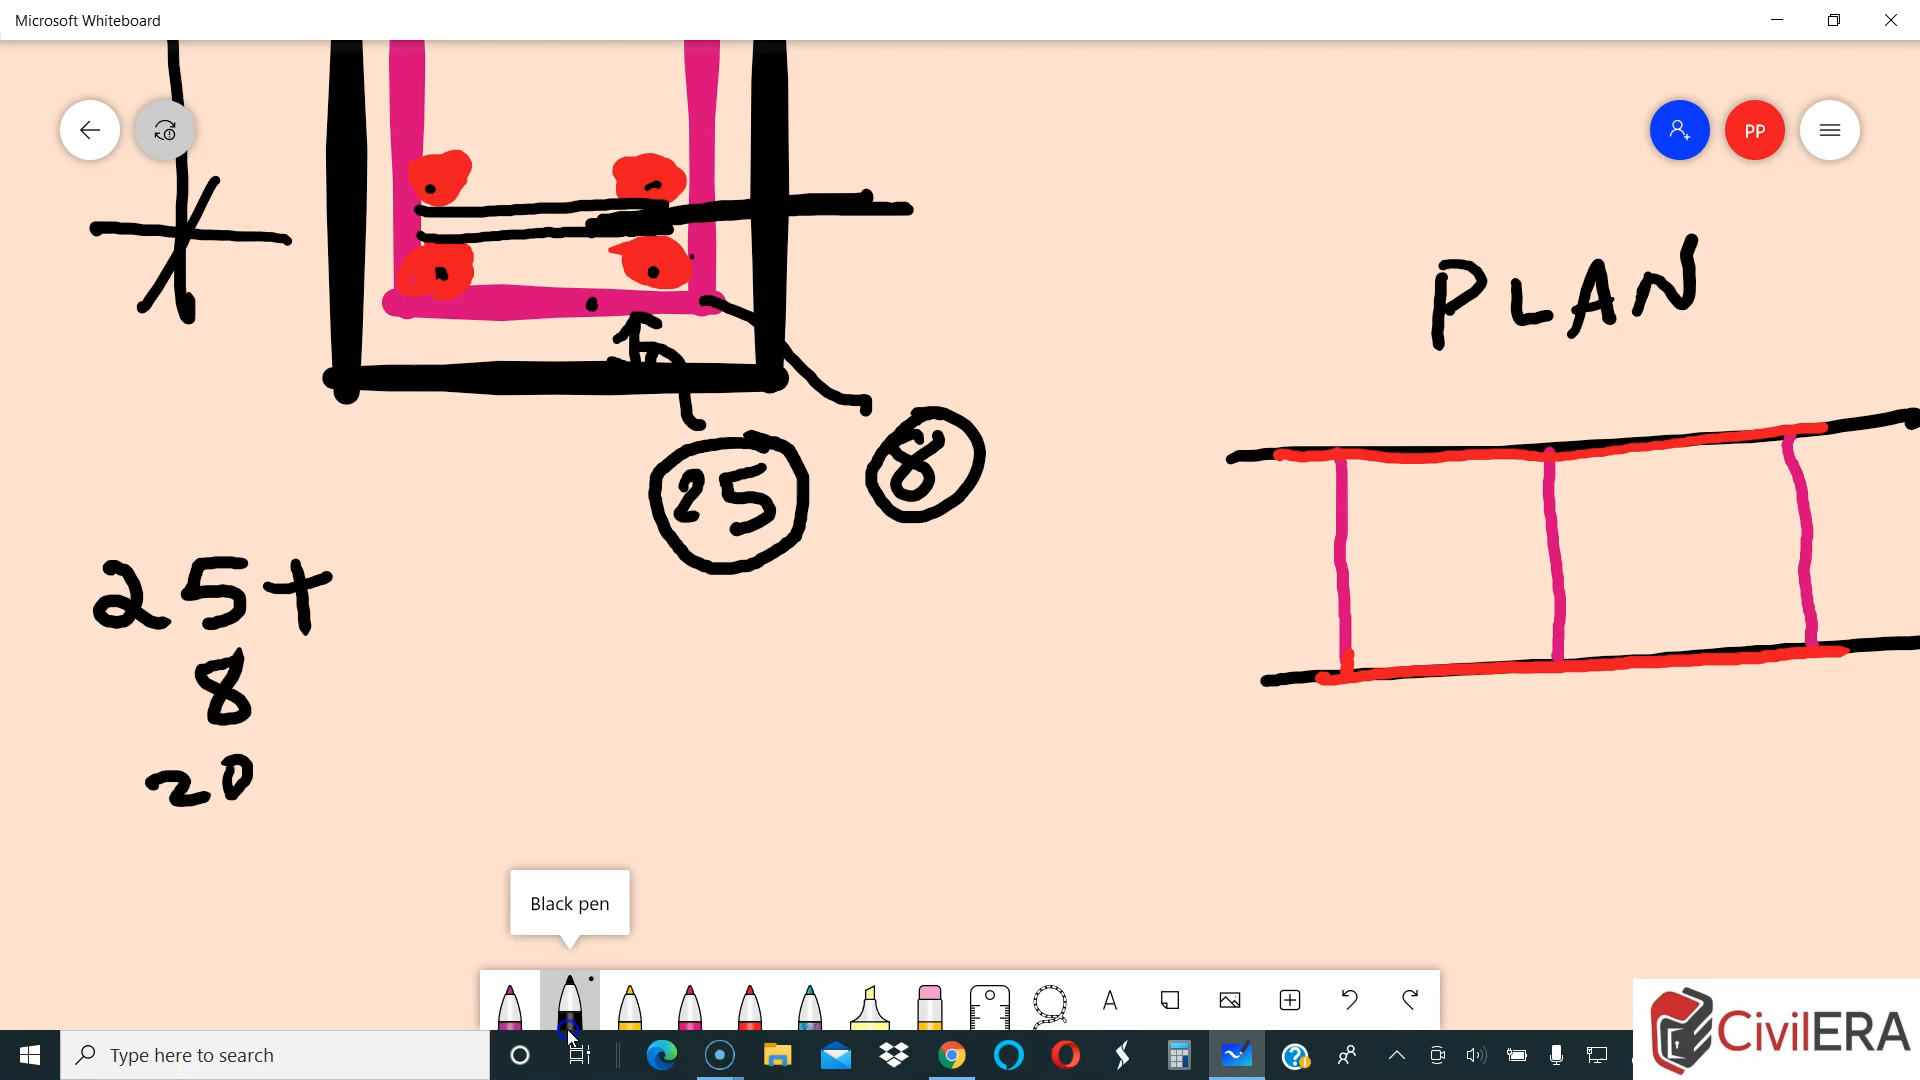 Microsoft Whiteboard
PP
PLAN
8
25
25+
8
20
Black pen
A
Type here to search
CivilERA